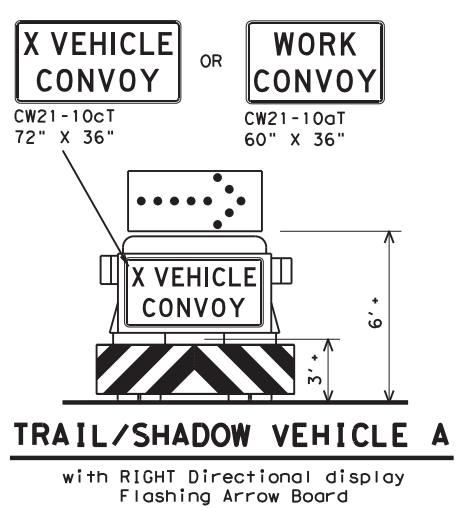 X VEHICLE
CONVOY
OR
WORK
CONVOY
CW21-10cT
72" X 36"
CW21-10aT
60" X 36"
X VEHICLE
CONVOY
6' +
3' +
TRAIL/SHADOW VEHICLE A
with RIGHT Directional display
Flashing Arrow Board